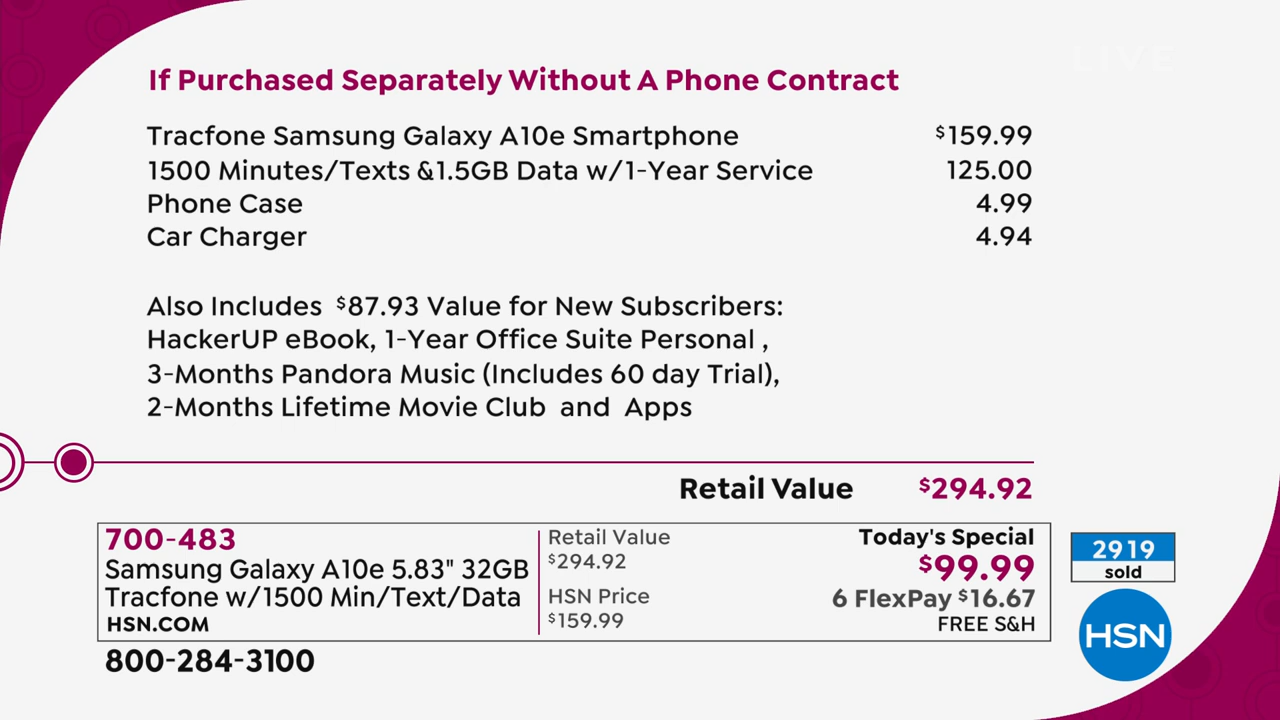 LIVE
If Purchased Separately Without A Phone Contract
Tracfone Samsung Galaxy A10e Smartphone $159.99
1500 Minutes/Texts &1.5GB Data w/1-Year Service 125.00
Phone Case 4.99
Car Charger 4.94
Also Includes $87.93 Value for New Subscribers:
HackerUP eBook, 1-Year Office Suite Personal ,
3-Months Pandora Music (Includes 60 day Trial),
2-Months Lifetime Movie Club and Apps
Retail Value $294.92
700-483
Samsung Galaxy A10e 5.83" 32GB
Tracfone w/1500 Min/Text/Data
HSN.COM
Retail Value
$294.92
HSN Price
$159.99
Today's Special
$99.99
6 FlexPay $16.67
FREE S&H
2919
sold
HSN
800-284-3100